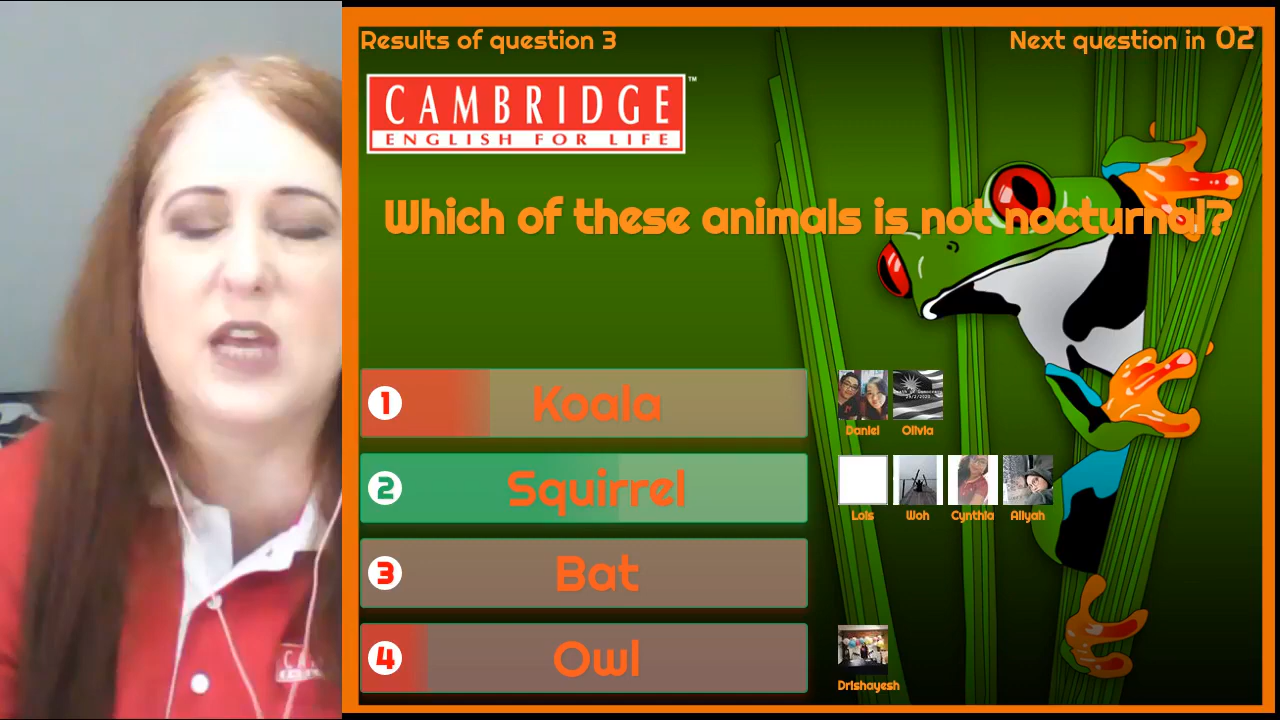 Results of question 3
Next question in 02
CAMBRIDGE™
ENGLISH FOR LIFE
Which of these animals is not nocturnal?
1 Koala
Daniel Olivia
2 Squirrel
Lois Woh Cynthia Aliyah
3 Bat
4 Owl
Drishayesh